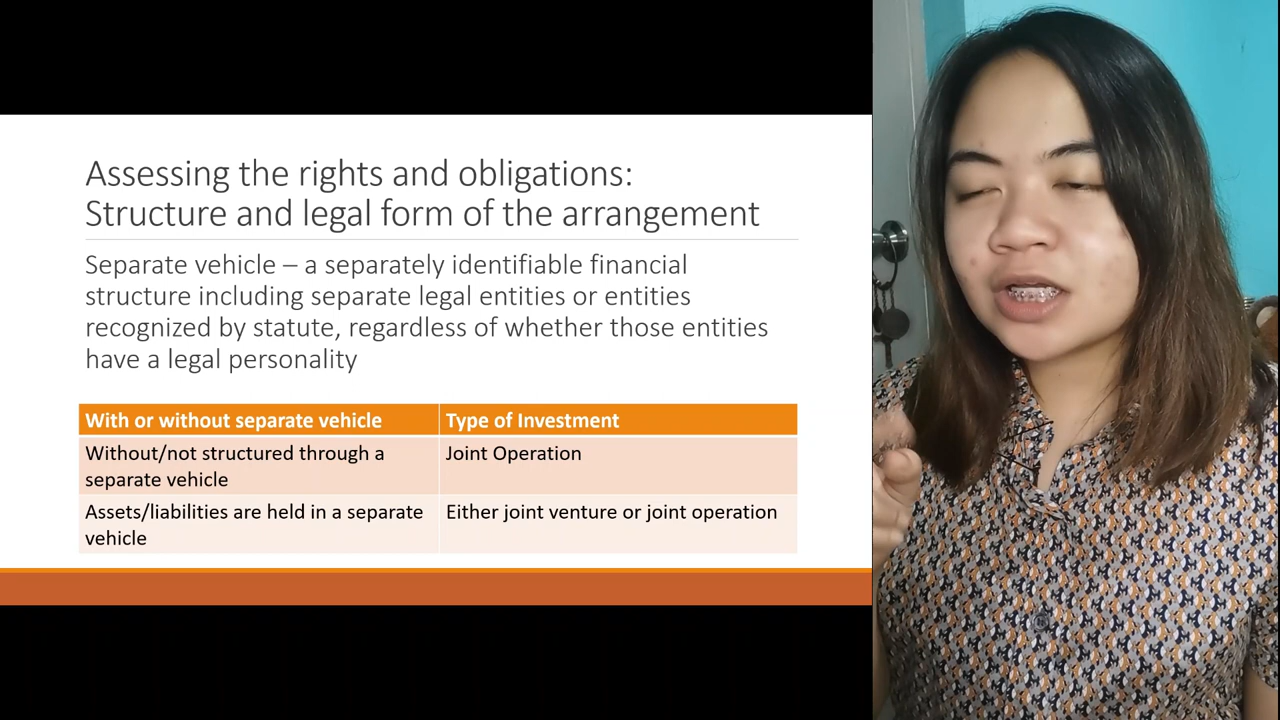 Assessing the rights and obligations:
Structure and legal form of the arrangement
Separate vehicle – a separately identifiable financial
structure including separate legal entities or entities
recognized by statute, regardless of whether those entities
have a legal personality
With or without separate vehicle Type of Investment
Without/not structured through a Joint Operation
separate vehicle
Assets/liabilities are held in a separate Either joint venture or joint operation
vehicle